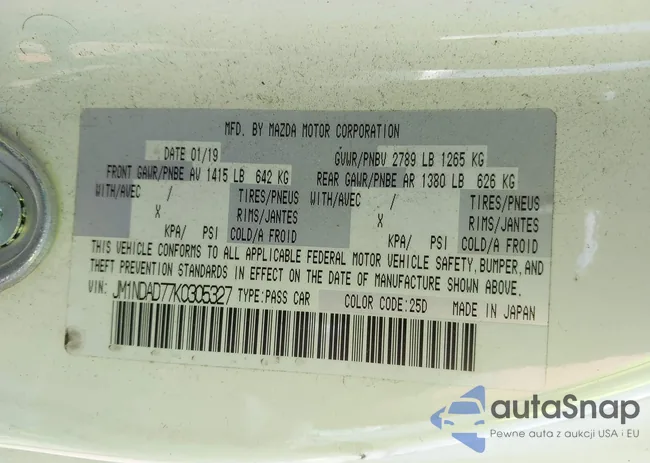 MFD. BY MAZDA MOTOR CORPORATION
DATE 01/19 GVWR/PNBV 2789 LB 1265 KG
FRONT GAWR/PNBE AV 1415 LB 642 KG REAR GAWR/PNBE AR 1380 LB 626 KG
WITH/AVEC / TIRES/PNEUS WITH/AVEC / TIRES/PNEUS
X RIMS/JANTES X RIMS/JANTES
KPA/ PSI COLD/A FROID KPA/ PSI COLD/A FROID
THIS VEHICLE CONFORMS TO ALL APPLICABLE FEDERAL MOTOR VEHICLE SAFETY, BUMPER, AND
THEFT PREVENTION STANDARDS IN EFFECT ON THE DATE OF MANUFACTURE SHOWN ABOVE.
VIN: JM1NDAD77K0305327 TYPE:PASS CAR COLOR CODE:25D MADE IN JAPAN
autaSnap
Pewne auta z aukcji USA i EU